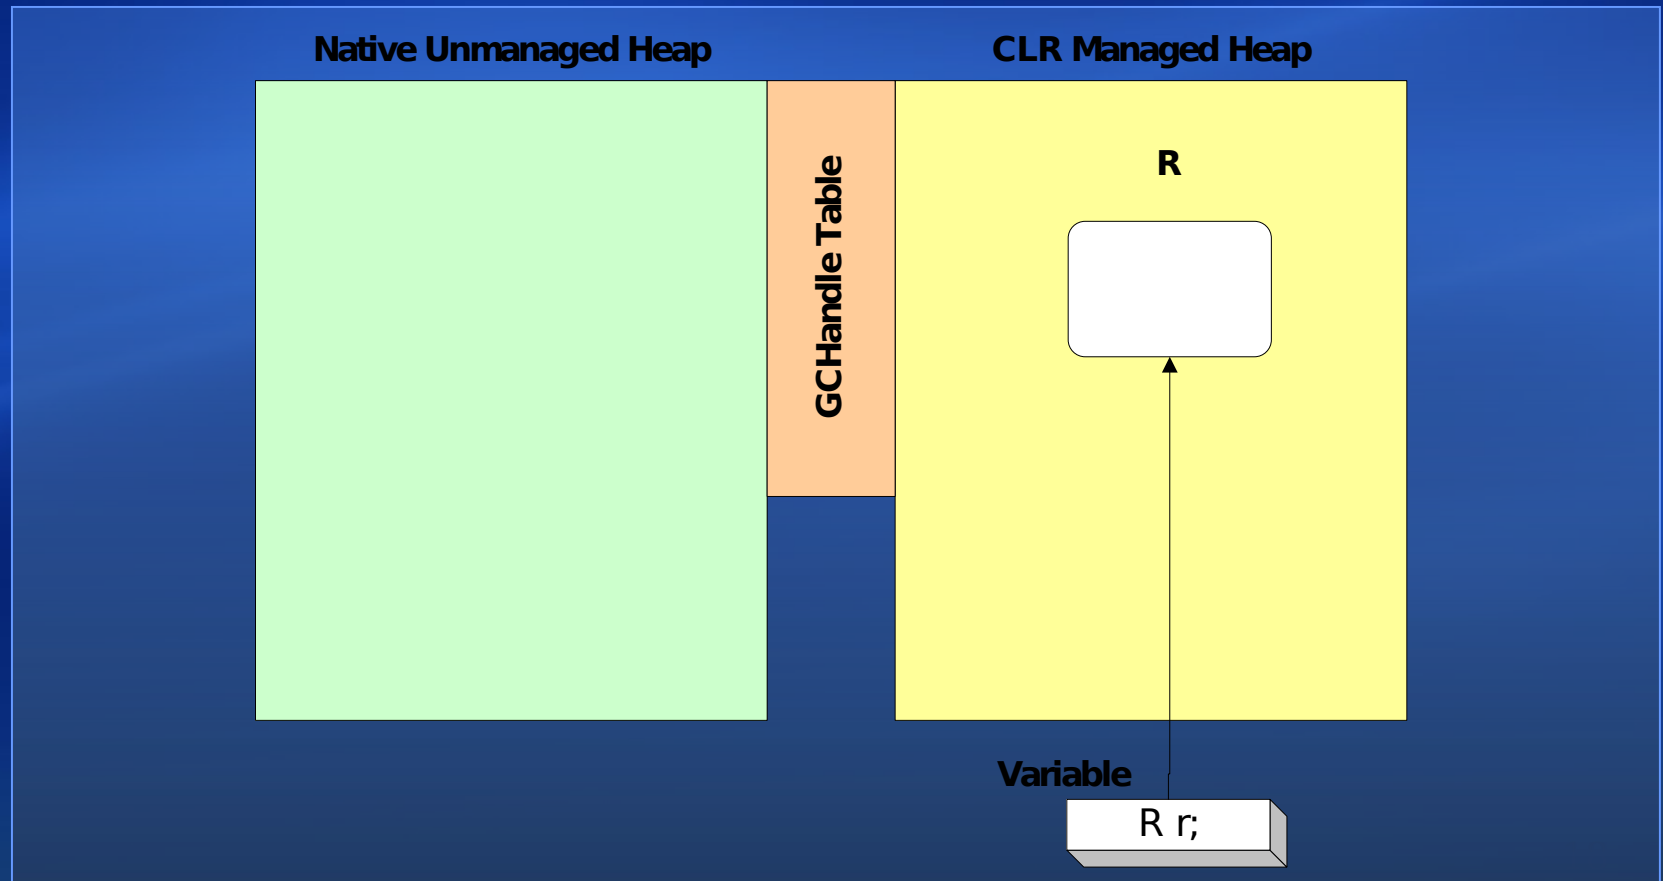 Native Unmanaged Heap
CLR Managed Heap
GCHandle Table
R
Variable
R r;